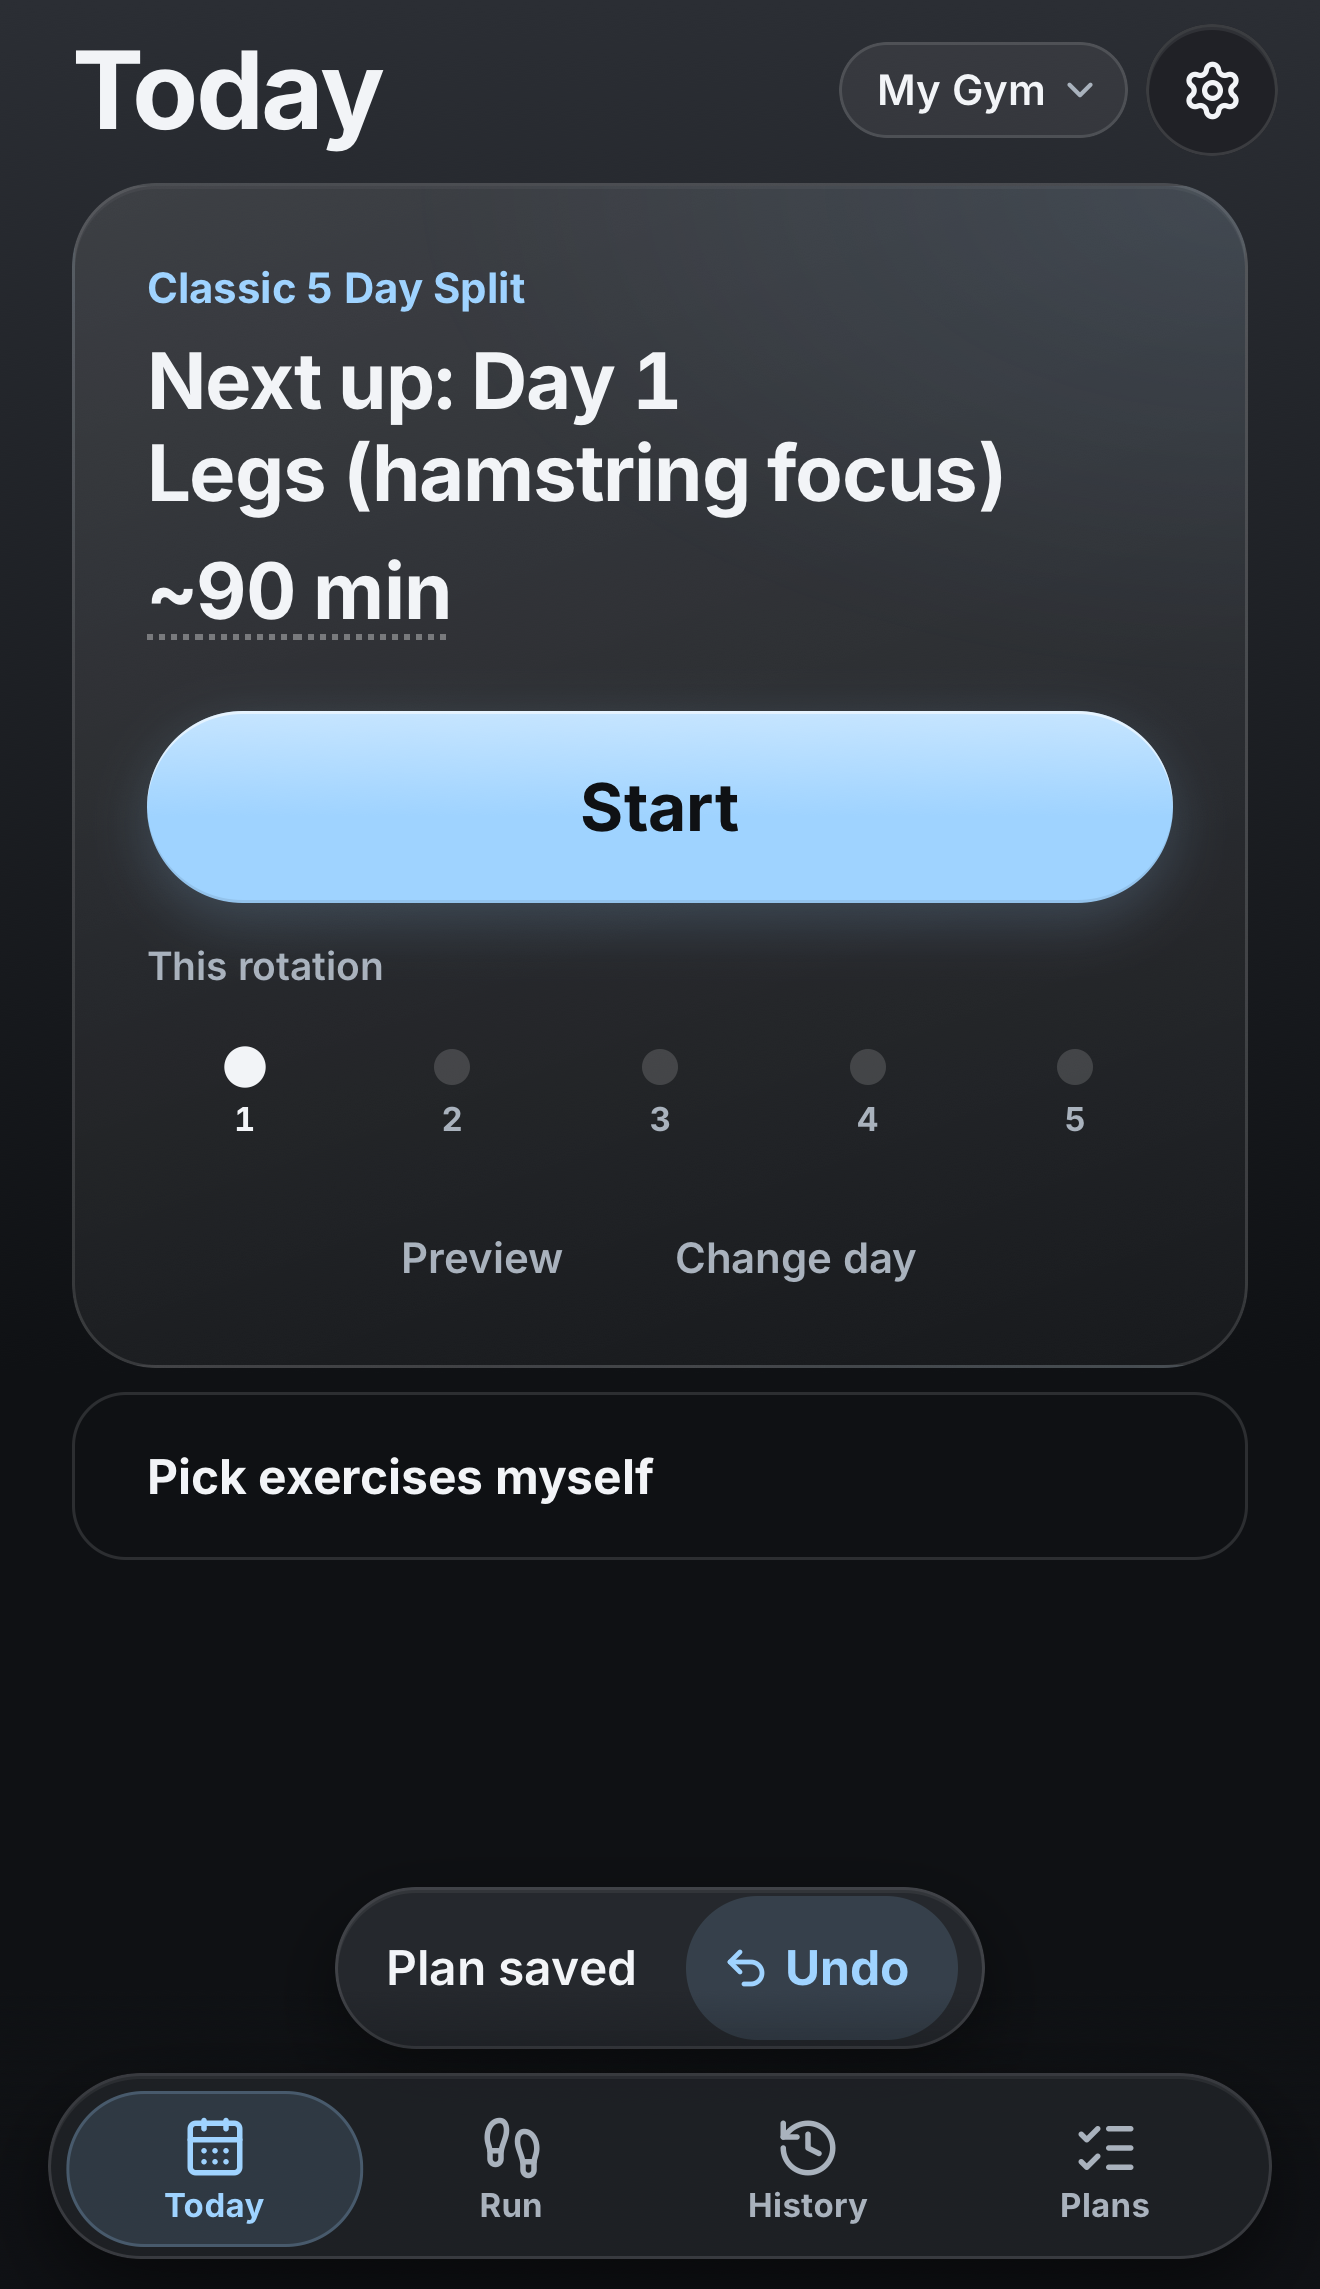 Today
My Gym
Classic 5 Day Split
Next up: Day 1
Legs (hamstring focus)
~90 min
Start
This rotation
1 2 3 4 5
Preview Change day
Pick exercises myself
Plan saved Undo
Today Run History Plans